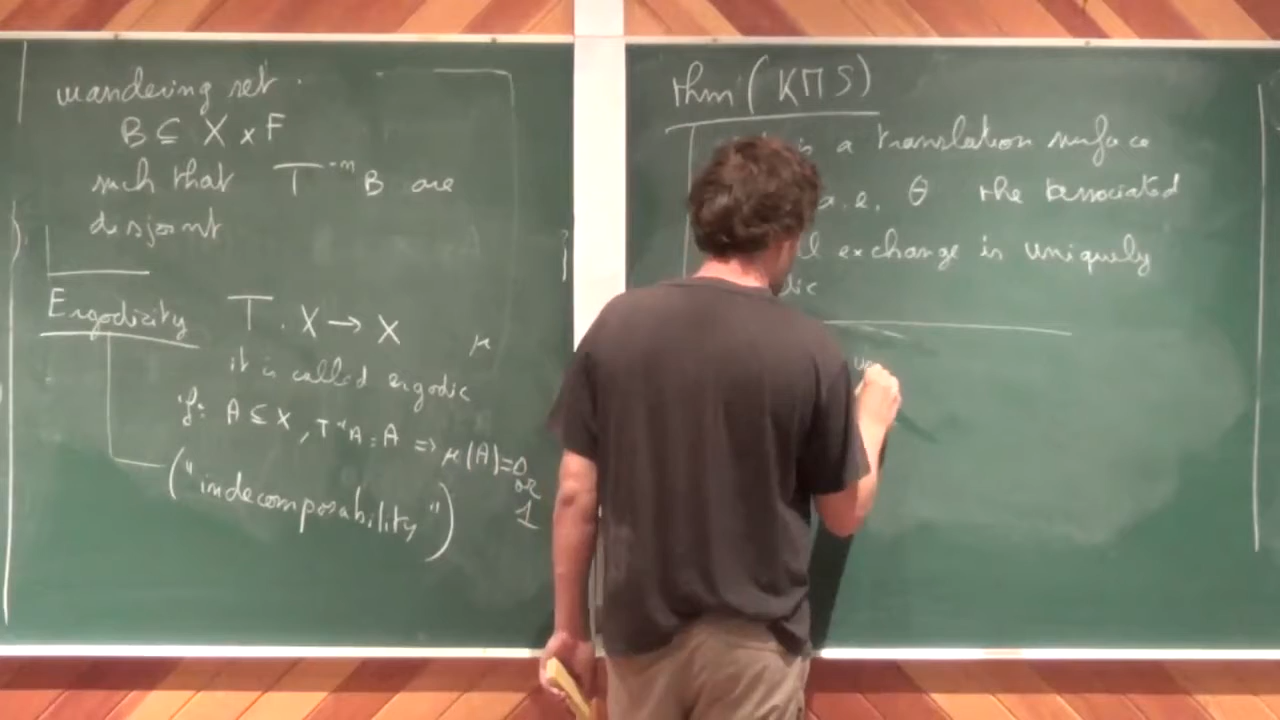 wandering set.
B ⊆ X x F
such that T⁻ⁿ B are
disjoint
Ergodicity T. X → X μ
it is called ergodic
if: A ⊆ X, T⁻¹A = A => μ(A) = 0
or
1
("indecomposability")
thm (KMS)
is a translation surface
a.e. θ the associated
exchange is uniquely